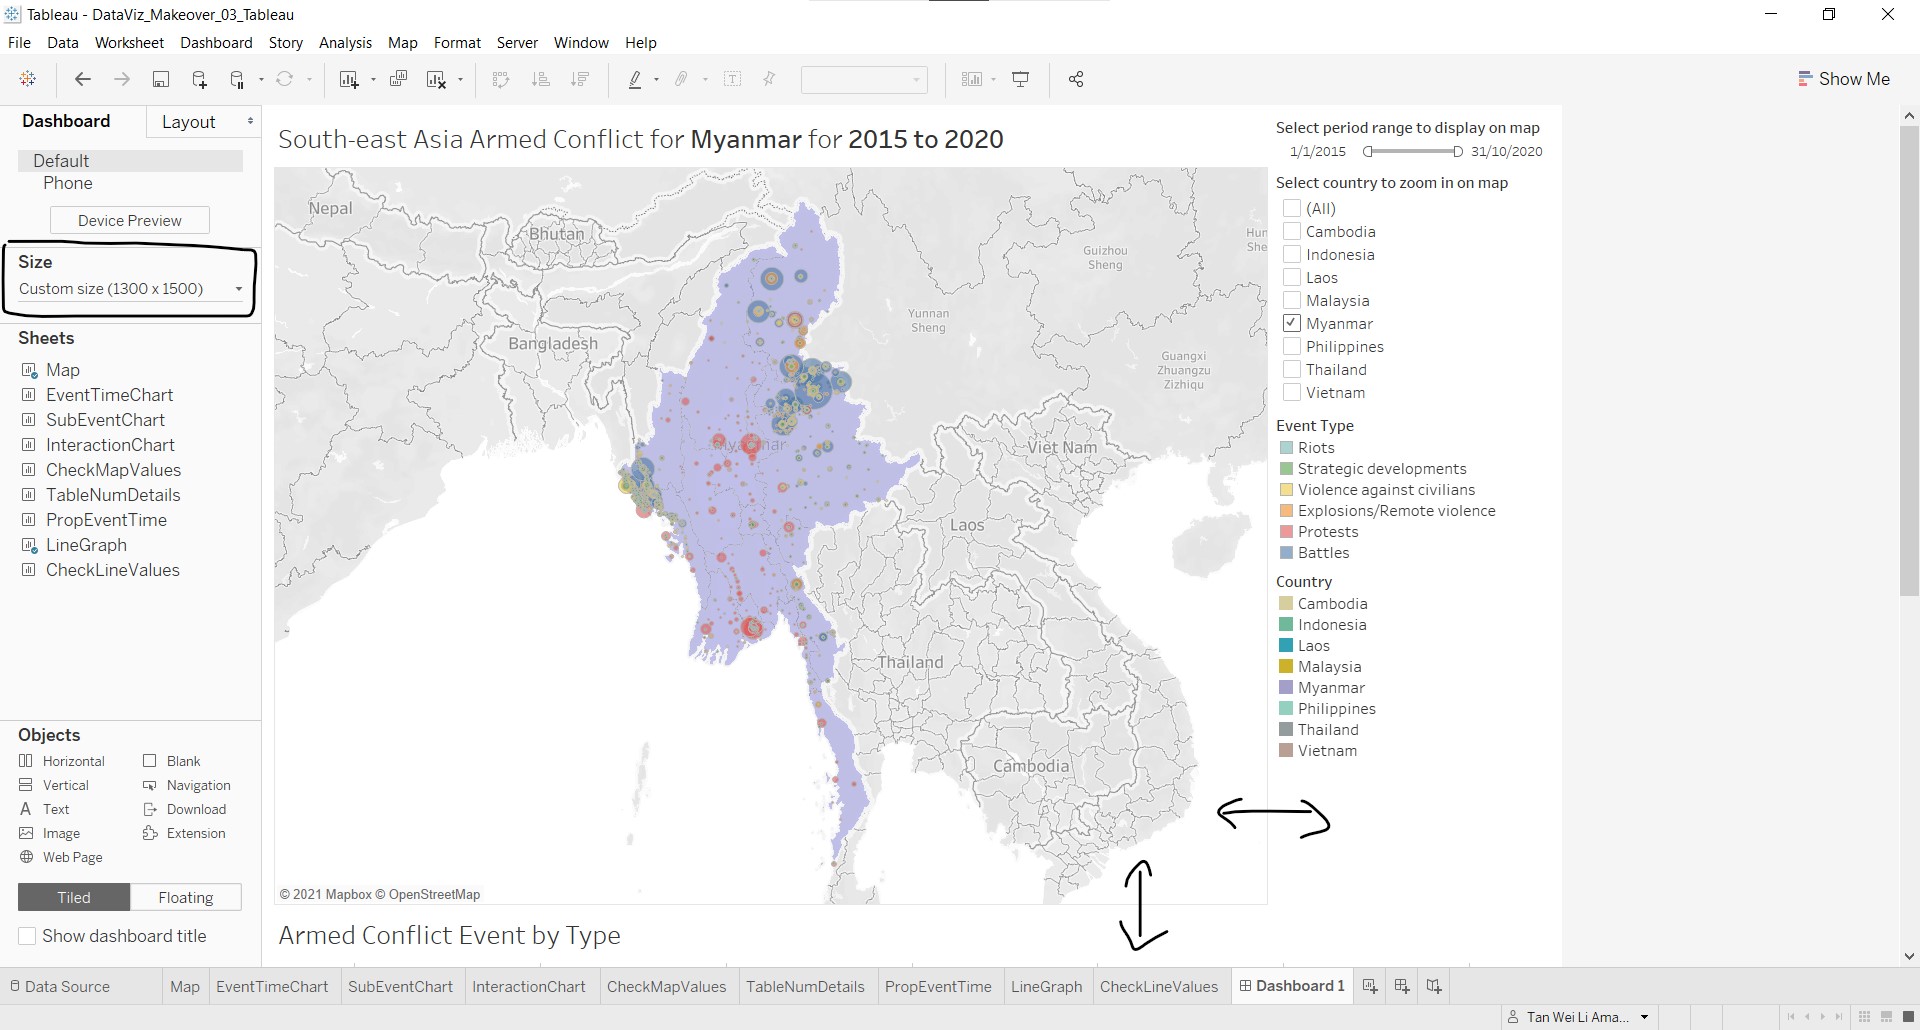 Tableau - DataViz_Makeover_03_Tableau
File Data Worksheet Dashboard Story Analysis Map Format Server Window Help
Show Me
Dashboard Layout
Default
Phone
Device Preview
Size
Custom size (1300 x 1500)
Sheets
Map
EventTimeChart
SubEventChart
InteractionChart
CheckMapValues
TableNumDetails
PropEventTime
LineGraph
CheckLineValues
Objects
Horizontal Blank
Vertical Navigation
Text Download
Image Extension
Web Page
Tiled Floating
Show dashboard title
South-east Asia Armed Conflict for Myanmar for 2015 to 2020
Nepal
Bhutan
Bangladesh
Guizhou
Sheng
Hun
She
Yunnan
Sheng
Guangxi
Zhuangzu
Zizhiqu
Myanmar
Viet Nam
Laos
Thailand
Cambodia
© 2021 Mapbox © OpenStreetMap
Armed Conflict Event by Type
Select period range to display on map
1/1/2015 31/10/2020
Select country to zoom in on map
(All)
Cambodia
Indonesia
Laos
Malaysia
Myanmar
Philippines
Thailand
Vietnam
Event Type
Riots
Strategic developments
Violence against civilians
Explosions/Remote violence
Protests
Battles
Country
Cambodia
Indonesia
Laos
Malaysia
Myanmar
Philippines
Thailand
Vietnam
Data Source Map EventTimeChart SubEventChart InteractionChart CheckMapValues TableNumDetails PropEventTime LineGraph CheckLineValues Dashboard 1
Tan Wei Li Ama...